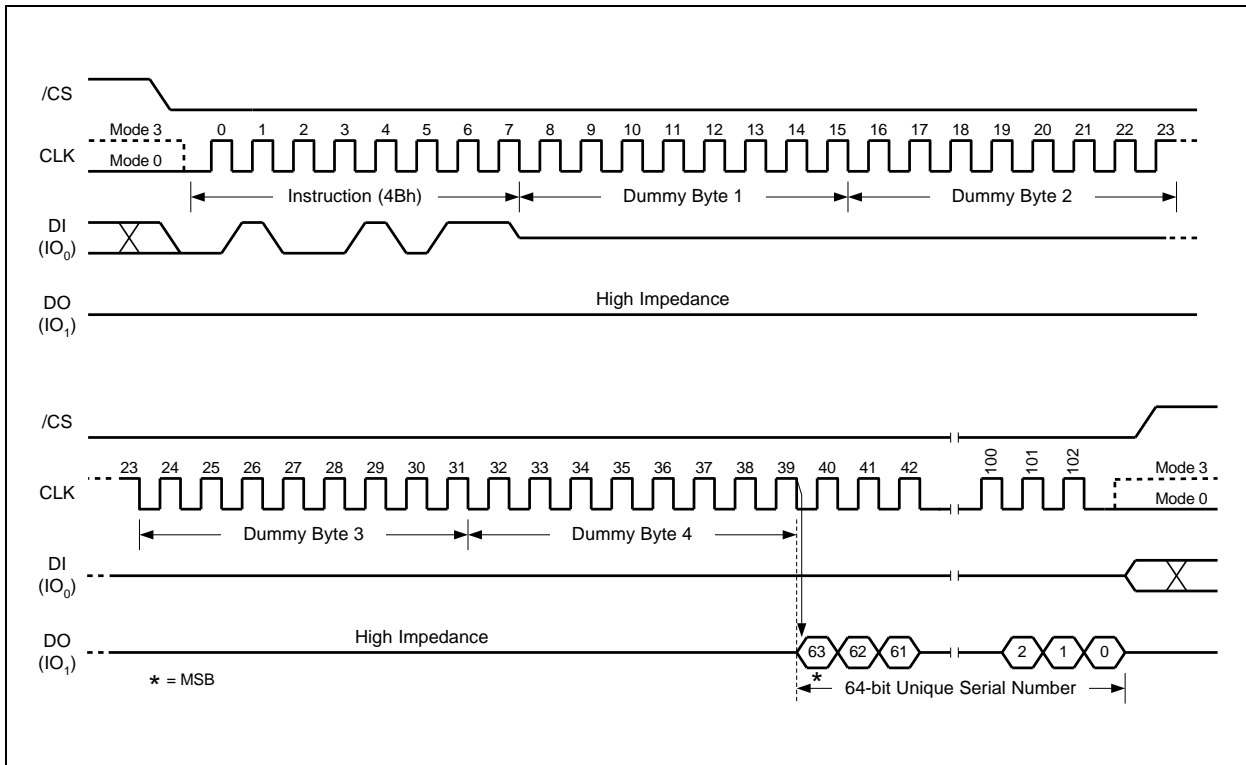 /CS
Mode 3 0 1 2 3 4 5 6 7 8 9 10 11 12 13 14 15 16 17 18 19 20 21 22 23
CLK
Mode 0
Instruction (4Bh) Dummy Byte 1 Dummy Byte 2
DI
(IO0)
High Impedance
DO
(IO1)
/CS
23 24 25 26 27 28 29 30 31 32 33 34 35 36 37 38 39 40 41 42 100 101 102 Mode 3
CLK
Mode 0
Dummy Byte 3 Dummy Byte 4
DI
(IO0)
High Impedance
DO
(IO1)
63 62 61 2 1 0
* = MSB
*
64-bit Unique Serial Number